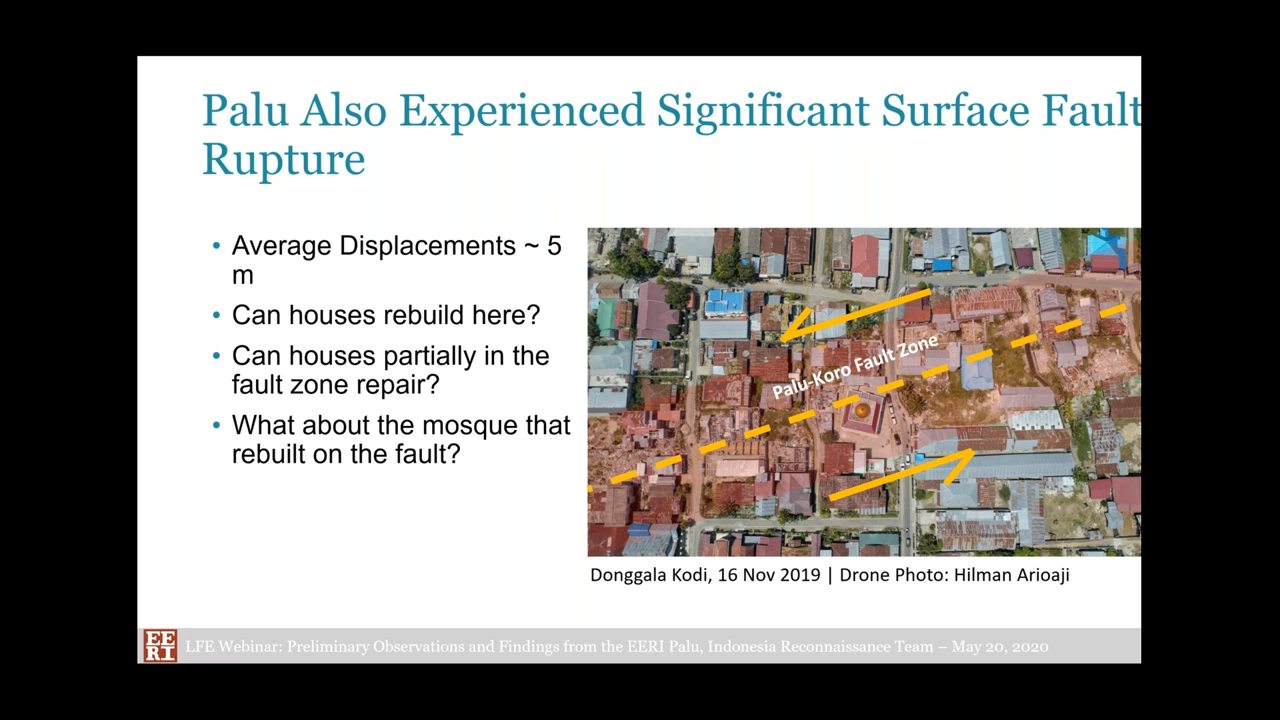 Palu Also Experienced Significant Surface Fault
Rupture
• Average Displacements ~ 5
m
• Can houses rebuild here?
• Can houses partially in the
fault zone repair?
• What about the mosque that
rebuilt on the fault?
Palu-Koro Fault Zone
Donggala Kodi, 16 Nov 2019 | Drone Photo: Hilman Arioaji
EE
RI
LFE Webinar: Preliminary Observations and Findings from the EERI Palu, Indonesia Reconnaissance Team – May 20, 2020